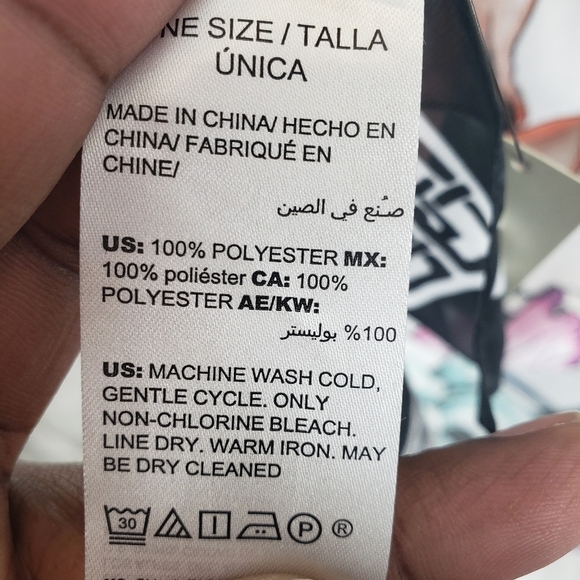 NE SIZE / TALLA
ÚNICA
MADE IN CHINA/ HECHO EN
CHINA/ FABRIQUÉ EN
CHINE/
صُنع في الصين
US: 100% POLYESTER MX:
100% poliéster CA: 100%
POLYESTER AE/KW:
100% بوليستر
US: MACHINE WASH COLD,
GENTLE CYCLE. ONLY
NON-CHLORINE BLEACH.
LINE DRY. WARM IRON. MAY
BE DRY CLEANED
30 P ®